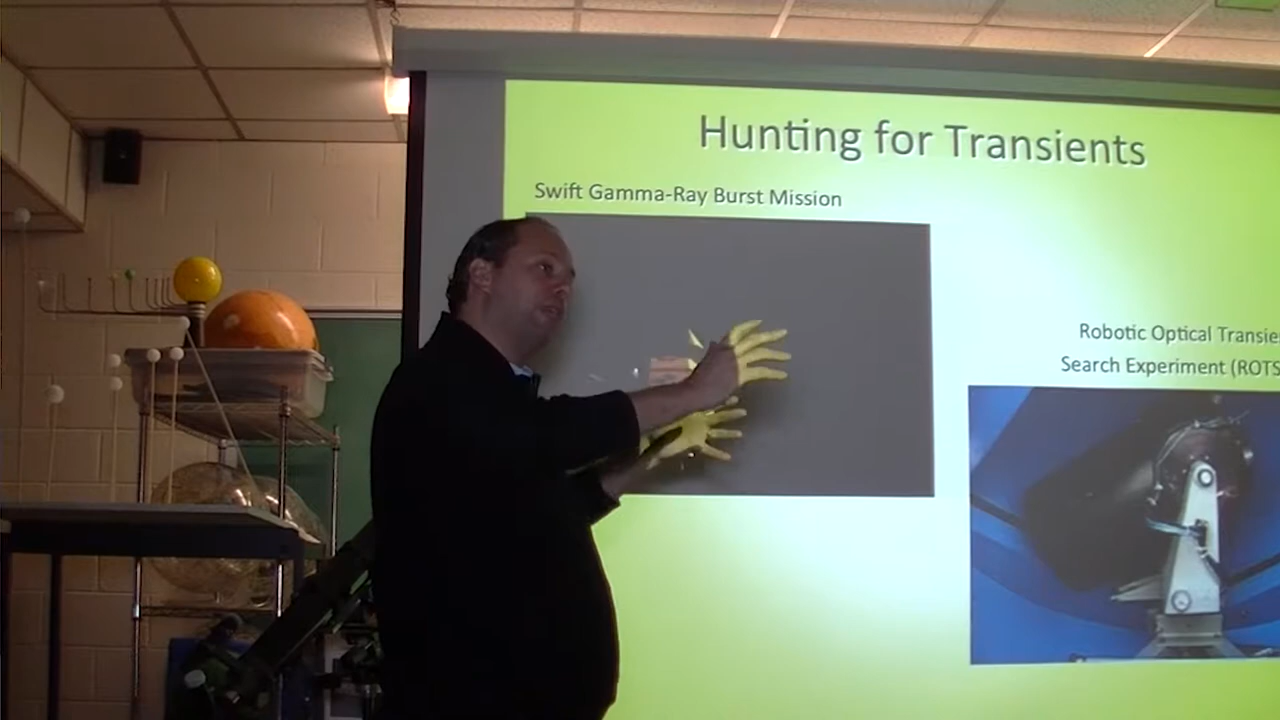 Hunting for Transients
Swift Gamma-Ray Burst Mission
Robotic Optical Transie
Search Experiment (ROTS